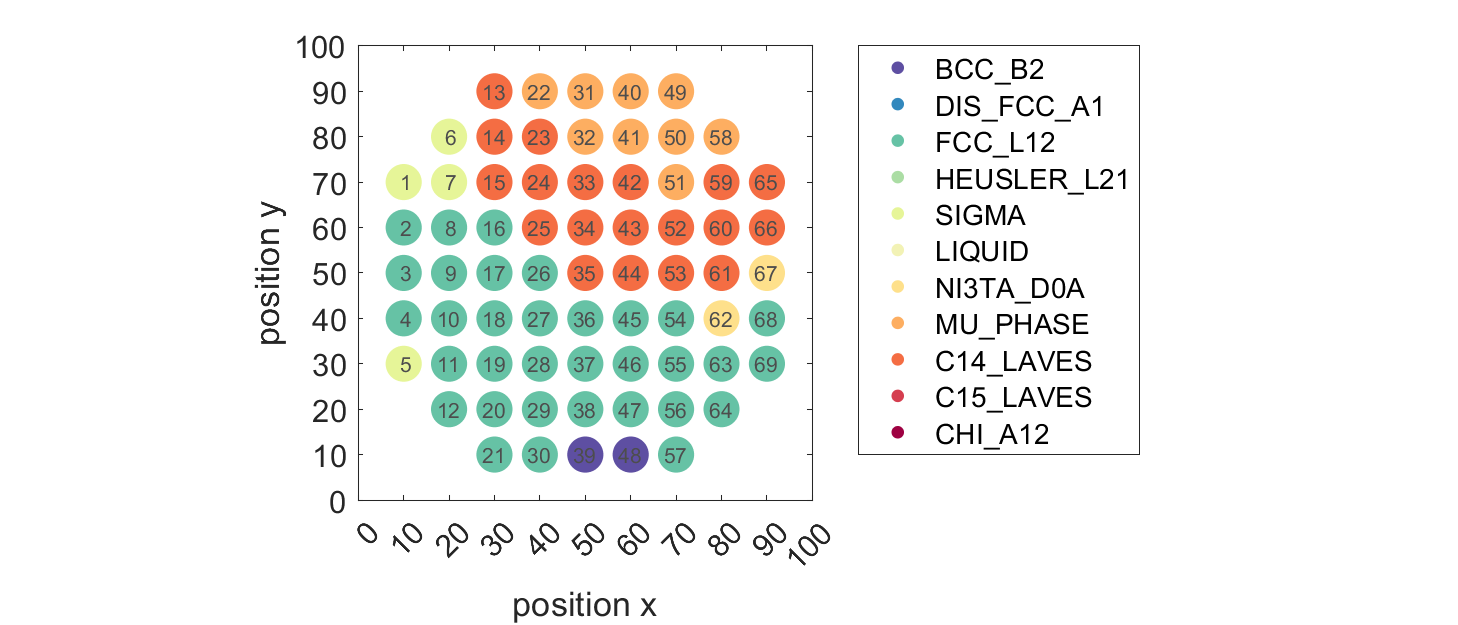 100
90
80
70
60
50
40
30
20
10
0
position y
13 22 31 40 49
6 14 23 32 41 50 58
1 7 15 24 33 42 51 59 65
2 8 16 25 34 43 52 60 66
3 9 17 26 35 44 53 61 67
4 10 18 27 36 45 54 62 68
5 11 19 28 37 46 55 63 69
12 20 29 38 47 56 64
21 30 39 48 57
0 10 20 30 40 50 60 70 80 90 100
position x
BCC_B2
DIS_FCC_A1
FCC_L12
HEUSLER_L21
SIGMA
LIQUID
NI3TA_D0A
MU_PHASE
C14_LAVES
C15_LAVES
CHI_A12